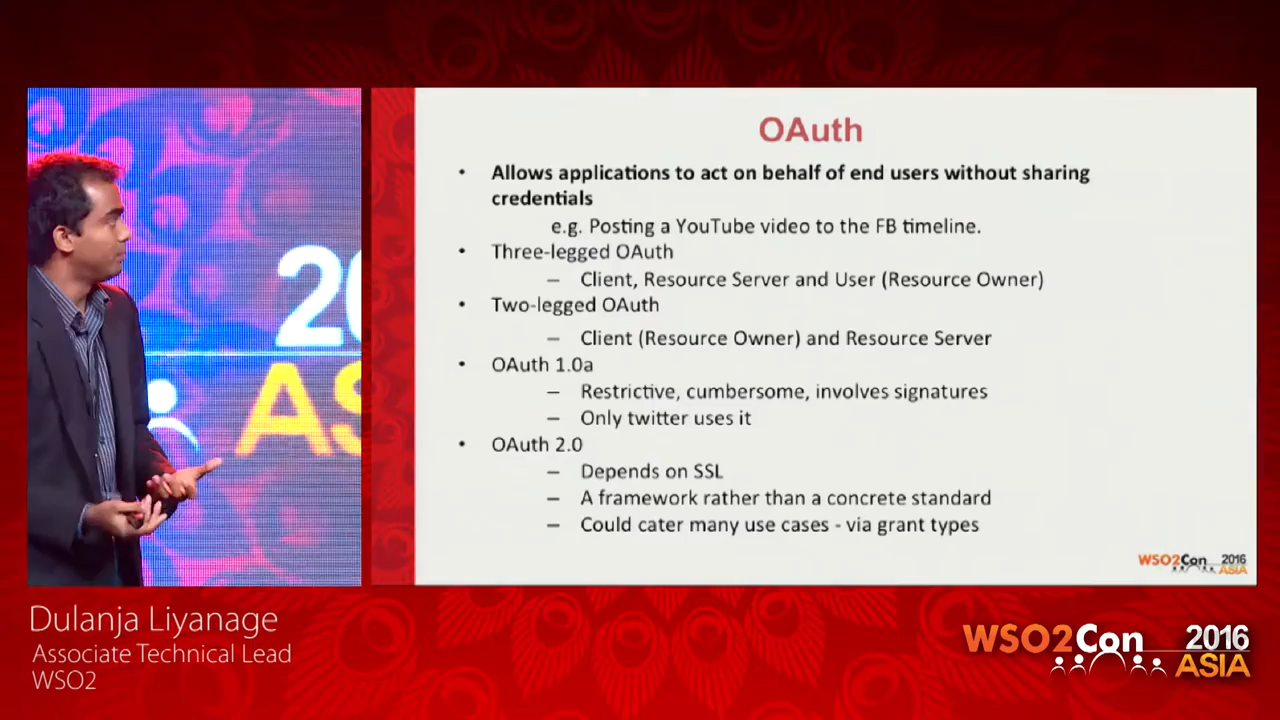 OAuth
• Allows applications to act on behalf of end users without sharing
credentials
e.g. Posting a YouTube video to the FB timeline.
• Three-legged OAuth
– Client, Resource Server and User (Resource Owner)
• Two-legged OAuth
– Client (Resource Owner) and Resource Server
• OAuth 1.0a
– Restrictive, cumbersome, involves signatures
– Only twitter uses it
• OAuth 2.0
– Depends on SSL
– A framework rather than a concrete standard
– Could cater many use cases - via grant types
WSO2Con 2016
ASIA
20
AS
Dulanja Liyanage
Associate Technical Lead
WSO2
WSO2Con 2016
ASIA